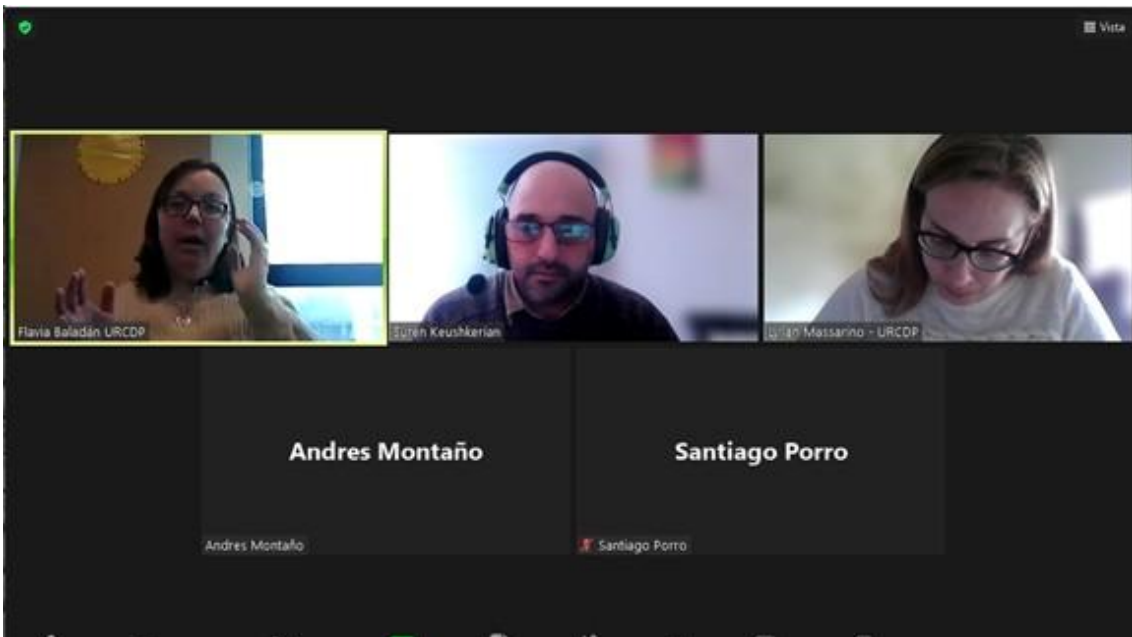 Vista
Flavia Baladán URCDP
Suren Keushkerian
Massarino - URCDP
Andres Montaño
Santiago Porro
Andres Montaño
Santiago Porro